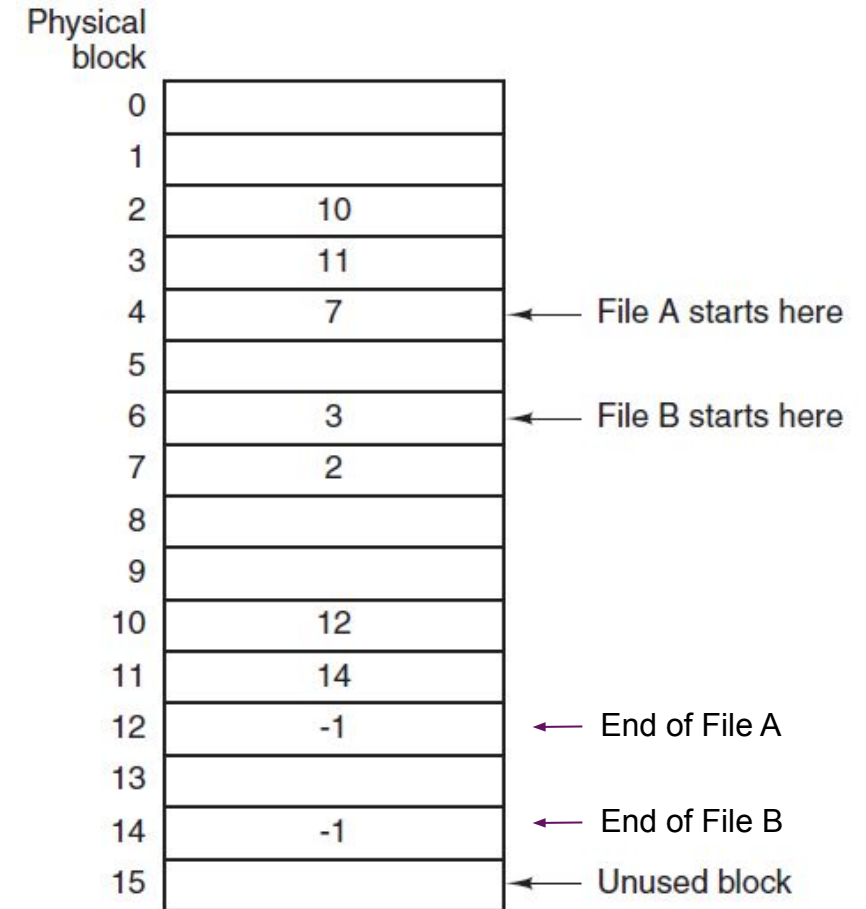 Physical
block
0
1
2 10
3 11
4 7 File A starts here
5
6 3 File B starts here
7 2
8
9
10 12
11 14
12 -1 End of File A
13
14 -1 End of File B
15 Unused block